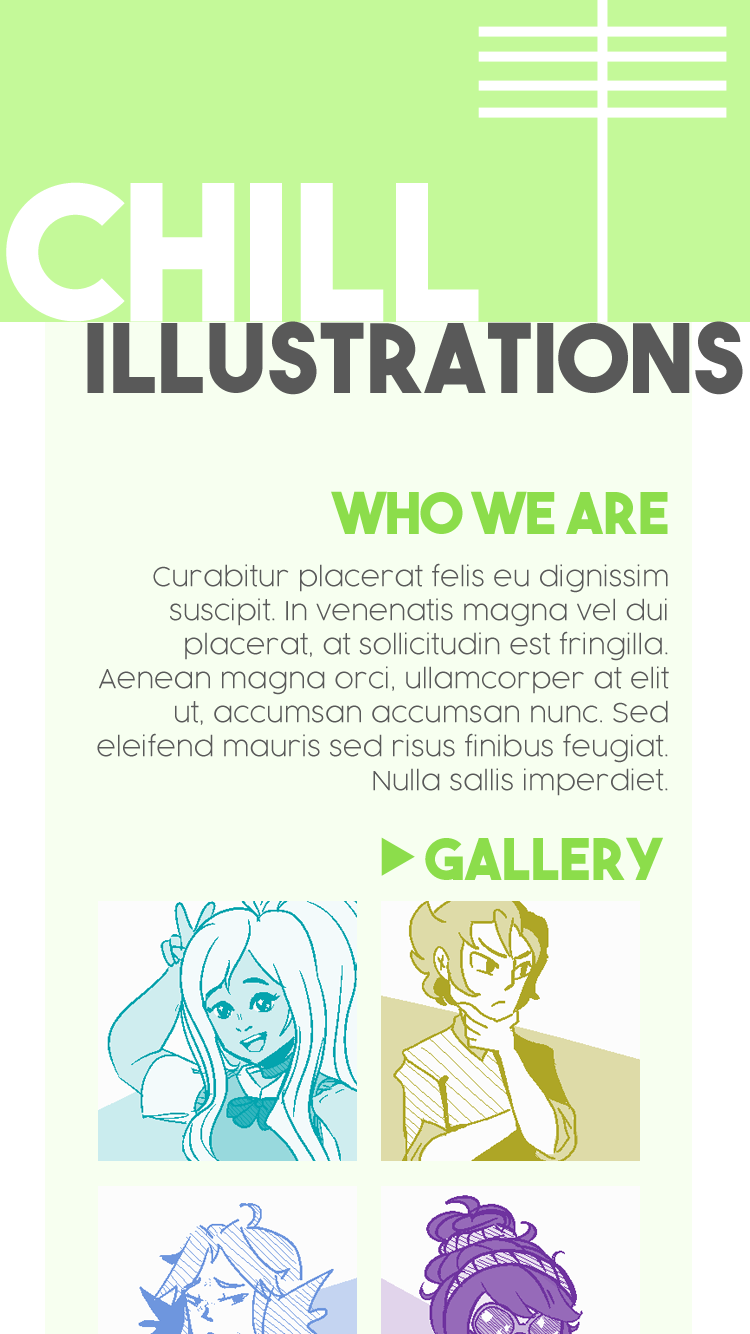 CHILL
ILLUSTRATIONS
WHO WE ARE
Curabitur placerat felis eu dignissim
suscipit. In venenatis magna vel dui
placerat, at sollicitudin est fringilla.
Aenean magna orci, ullamcorper at elit
ut, accumsan accumsan nunc. Sed
eleifend mauris sed risus finibus feugiat.
Nulla sallis imperdiet.
GALLERY